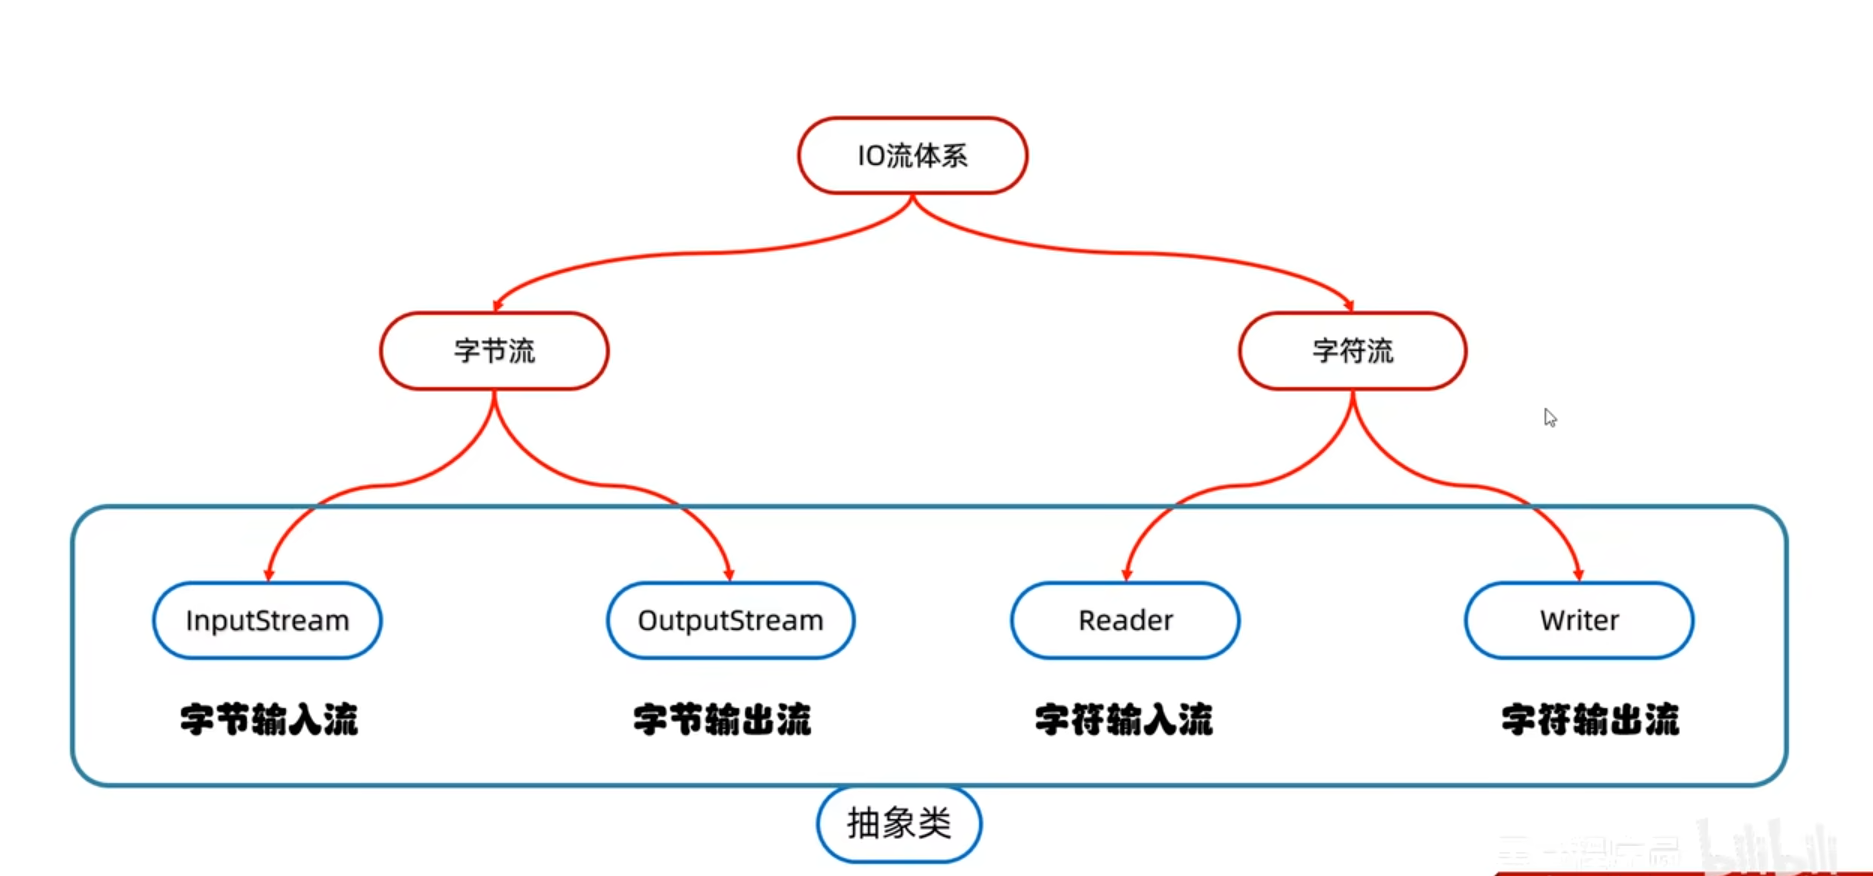 IO流体系
字节流
字符流
InputStream
OutputStream
Reader
Writer
字节输入流
字节输出流
字符输入流
字符输出流
抽象类
bilibili